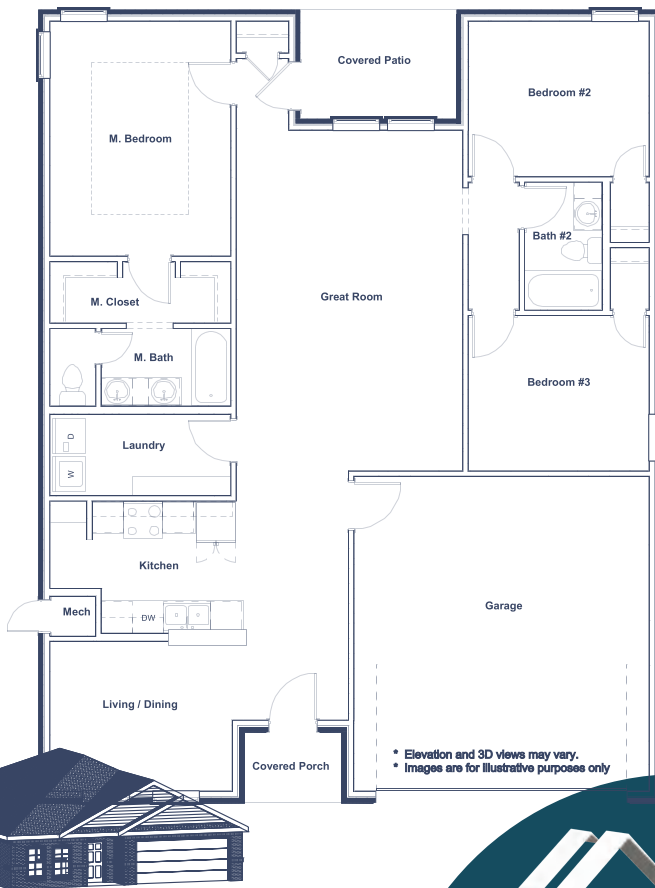 Covered Patio
Bedroom #2
M. Bedroom
Bath #2
M. Closet
Great Room
M. Bath
Bedroom #3
D
Laundry
W
Kitchen
Garage
Mech
DW
Living / Dining
Covered Porch
* Elevation and 3D views may vary.
* Images are for illustrative purposes only